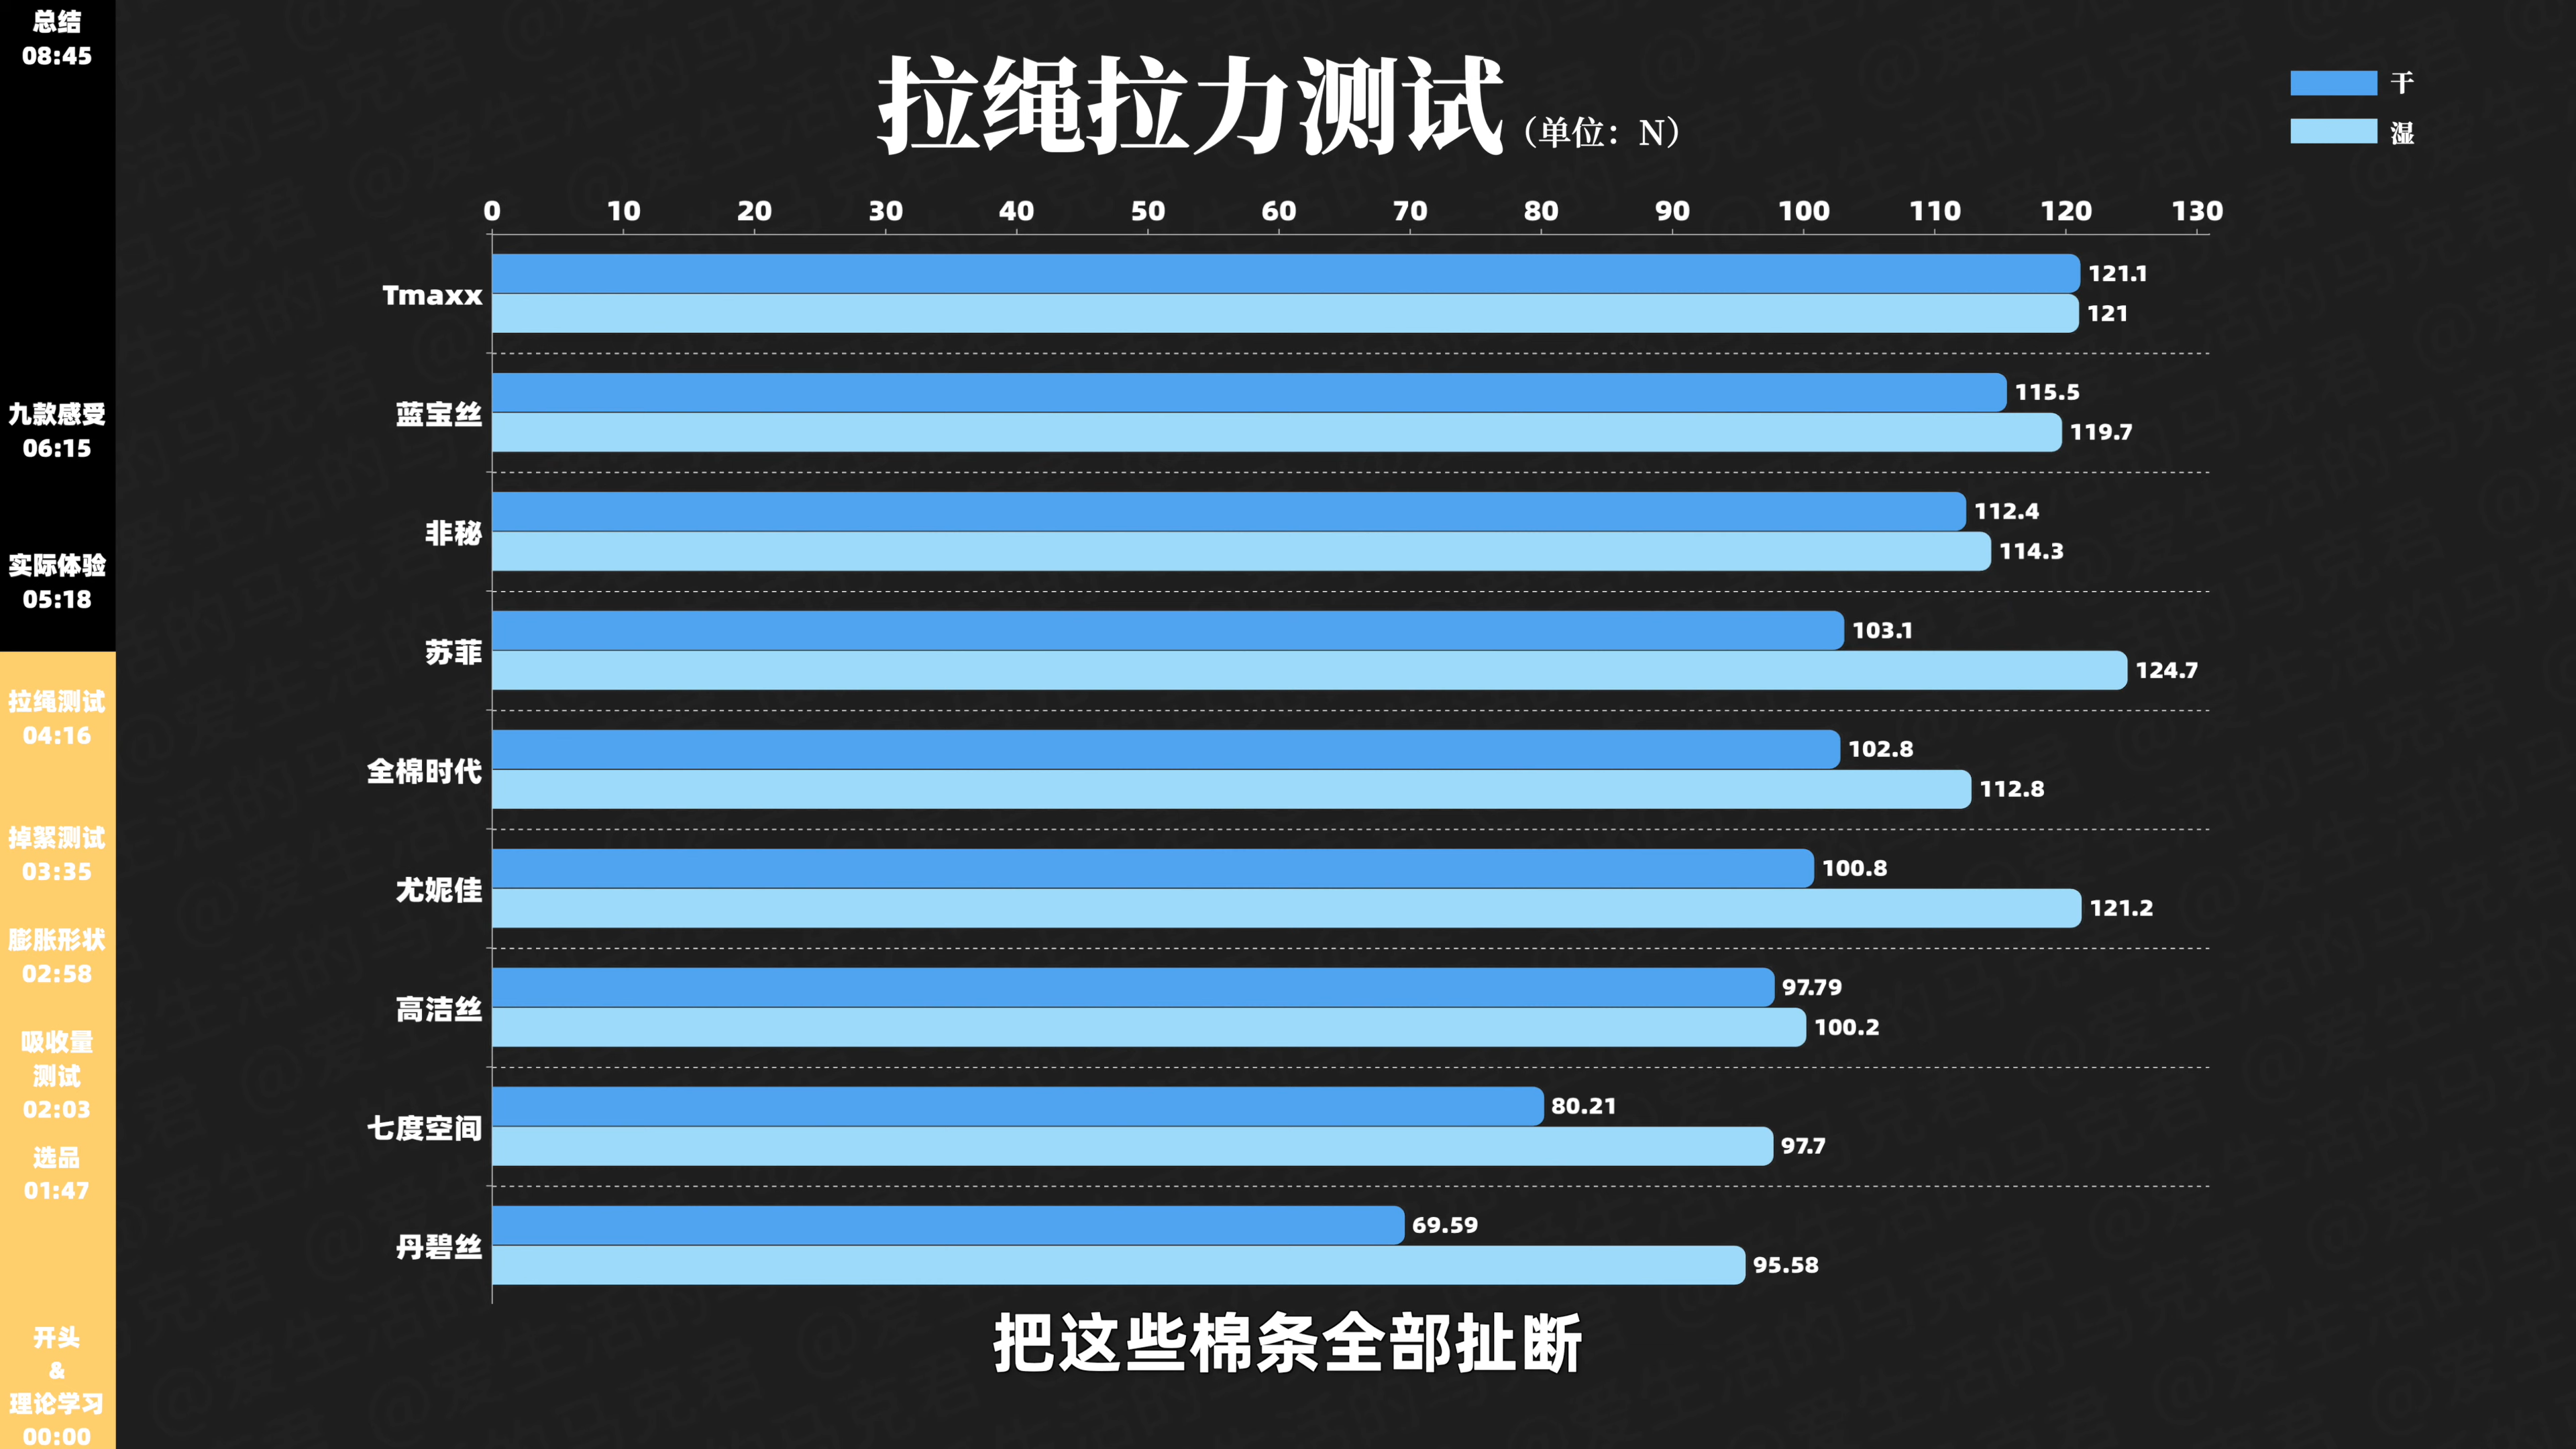 总结
08:45
九款感受
06:15
实际体验
05:18
拉绳测试
04:16
掉絮测试
03:35
膨胀形状
02:58
吸收量
测试
02:03
选品
01:47
开头
&
理论学习
00:00
拉绳拉力测试（单位：N）
干
湿
0 10 20 30 40 50 60 70 80 90 100 110 120 130
Tmaxx
121.1
121
蓝宝丝
115.5
119.7
非秘
112.4
114.3
苏菲
103.1
124.7
全棉时代
102.8
112.8
尤妮佳
100.8
121.2
高洁丝
97.79
100.2
七度空间
80.21
97.7
丹碧丝
69.59
95.58
把这些棉条全部扯断
@爱生活的马克君